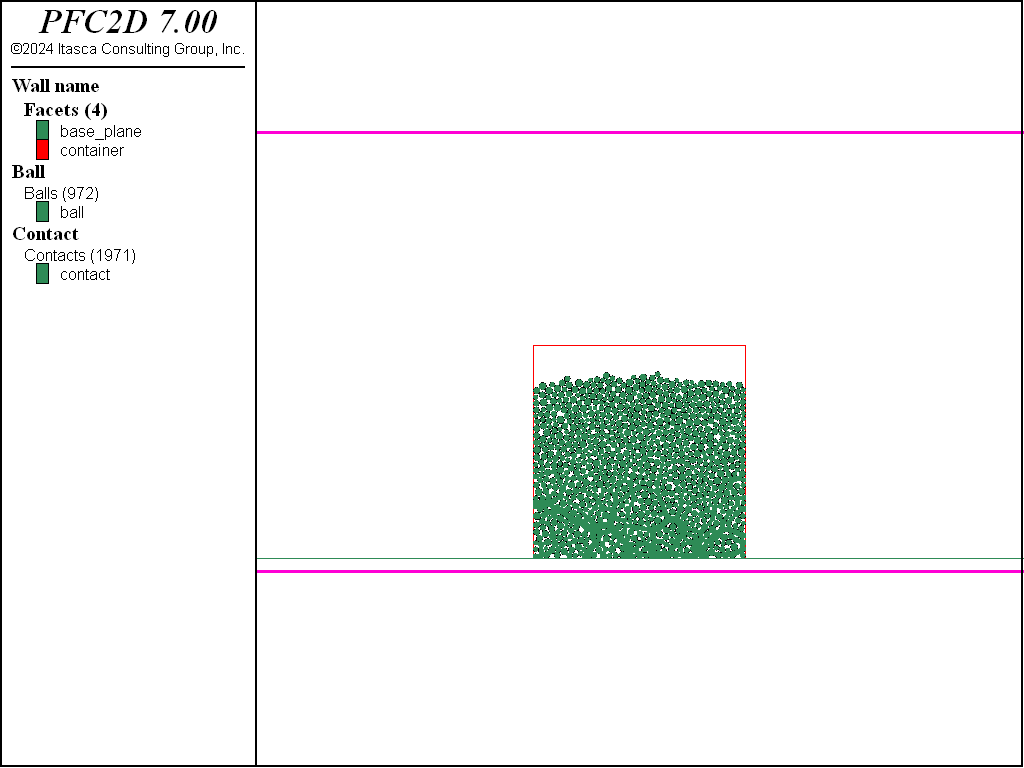 PFC2D 7.00
©2024 Itasca Consulting Group, Inc.
Wall name
Facets (4)
base_plane
container
Ball
Balls (972)
ball
Contact
Contacts (1971)
contact